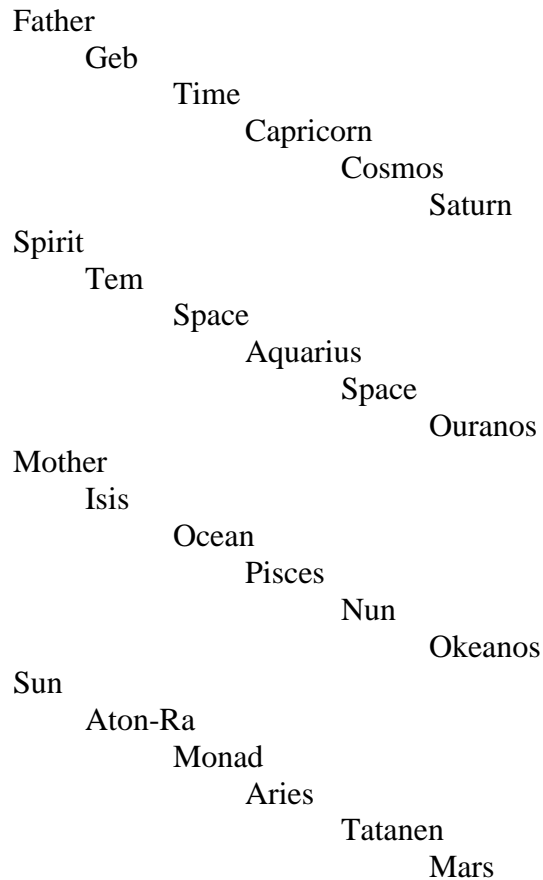 Father
Geb
Time
Capricorn
Cosmos
Saturn
Spirit
Tem
Space
Aquarius
Space
Ouranos
Mother
Isis
Ocean
Pisces
Nun
Okeanos
Sun
Aton-Ra
Monad
Aries
Tatanen
Mars